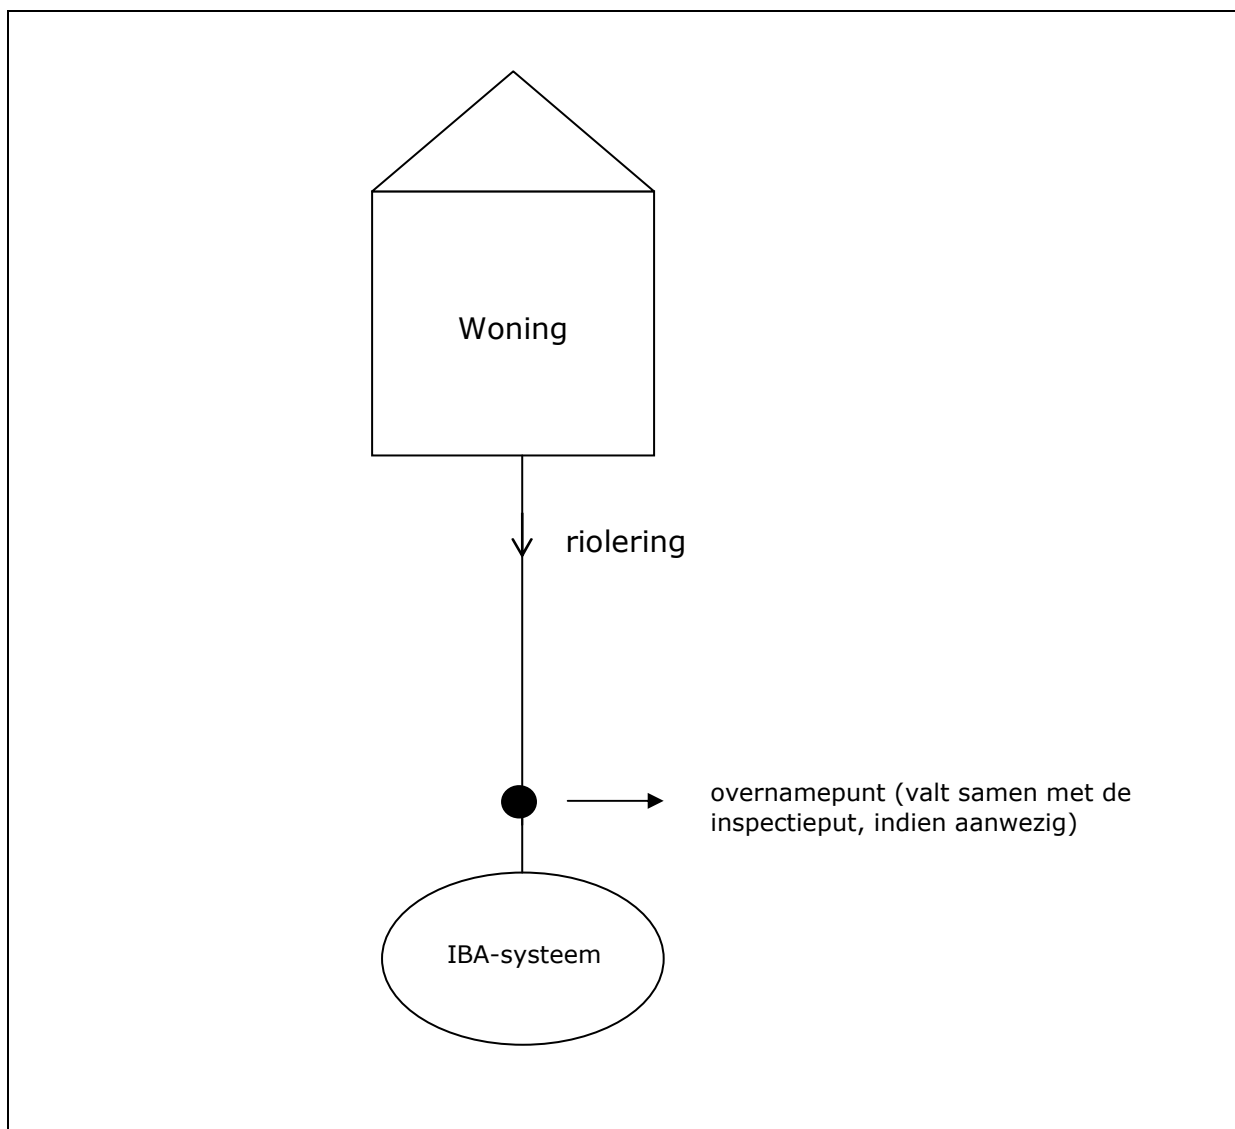 Woning
riolering
overnamepunt (valt samen met de
inspectieput, indien aanwezig)
IBA-systeem